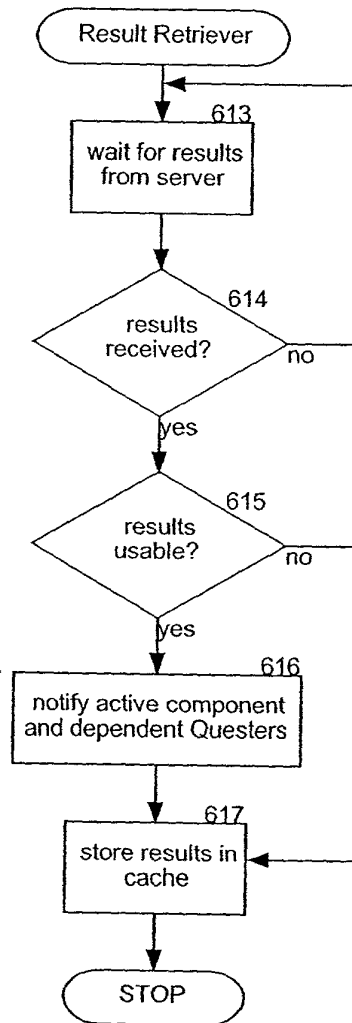 Result Retriever
613
wait for results
from server
614
results
received?
no
yes
615
results
usable?
no
yes
616
notify active component
and dependent Questers
617
store results in
cache
STOP